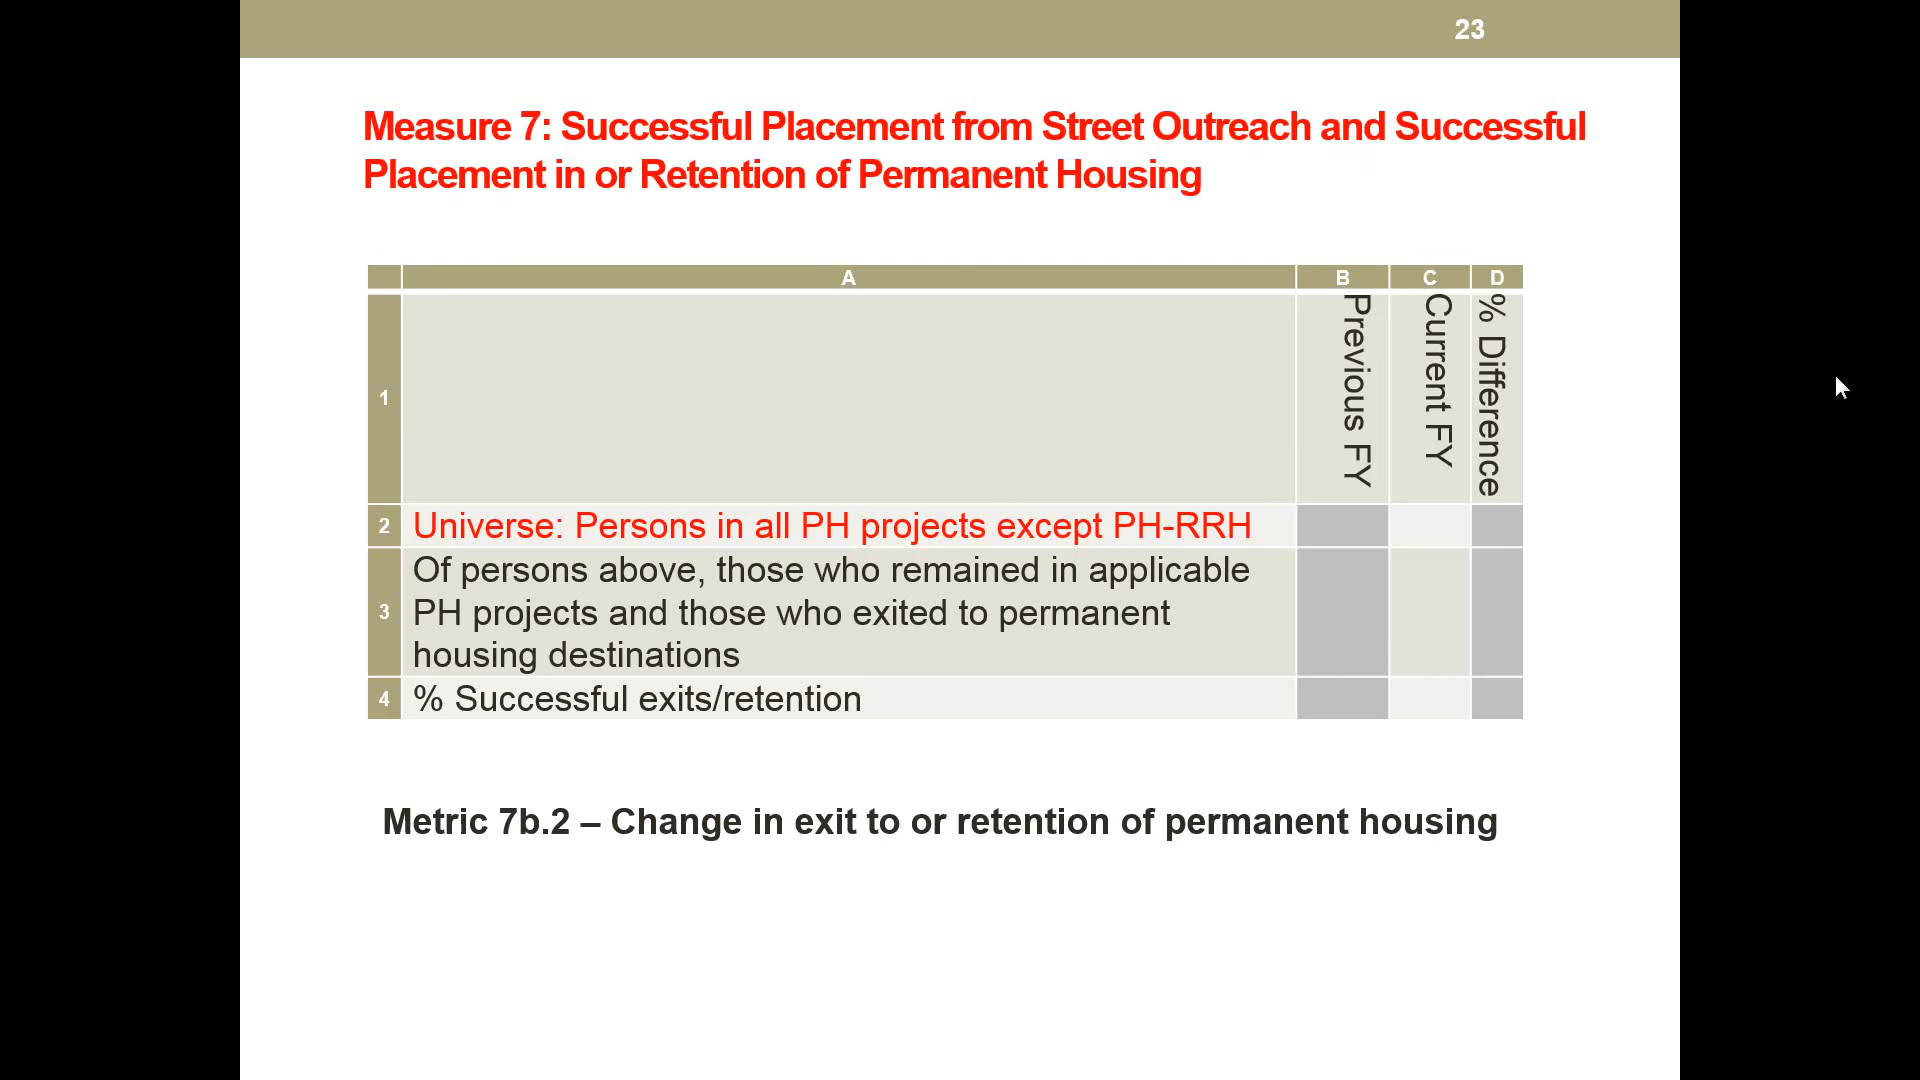 23
Measure 7: Successful Placement from Street Outreach and Successful
Placement in or Retention of Permanent Housing
A B C D
1 Previous FY Current FY % Difference
2 Universe: Persons in all PH projects except PH-RRH
3 Of persons above, those who remained in applicable
PH projects and those who exited to permanent
housing destinations
4 % Successful exits/retention
Metric 7b.2 – Change in exit to or retention of permanent housing